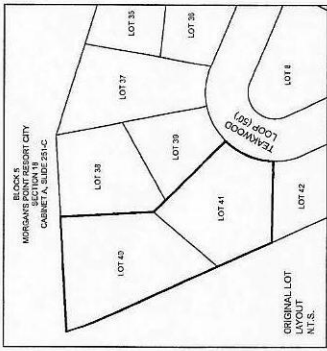 BLOCK 5
MORGAN'S POINT RESORT CITY
SECTION 18
CABINET A, SLIDE 251-C
LOT 35
LOT 36
LOT 37
LOT 38
LOT 39
LOT 40
LOT 41
LOT 42
LOT 8
TEAKWOOD
LOOP (50')
ORIGINAL LOT
LAYOUT
N.T.S.